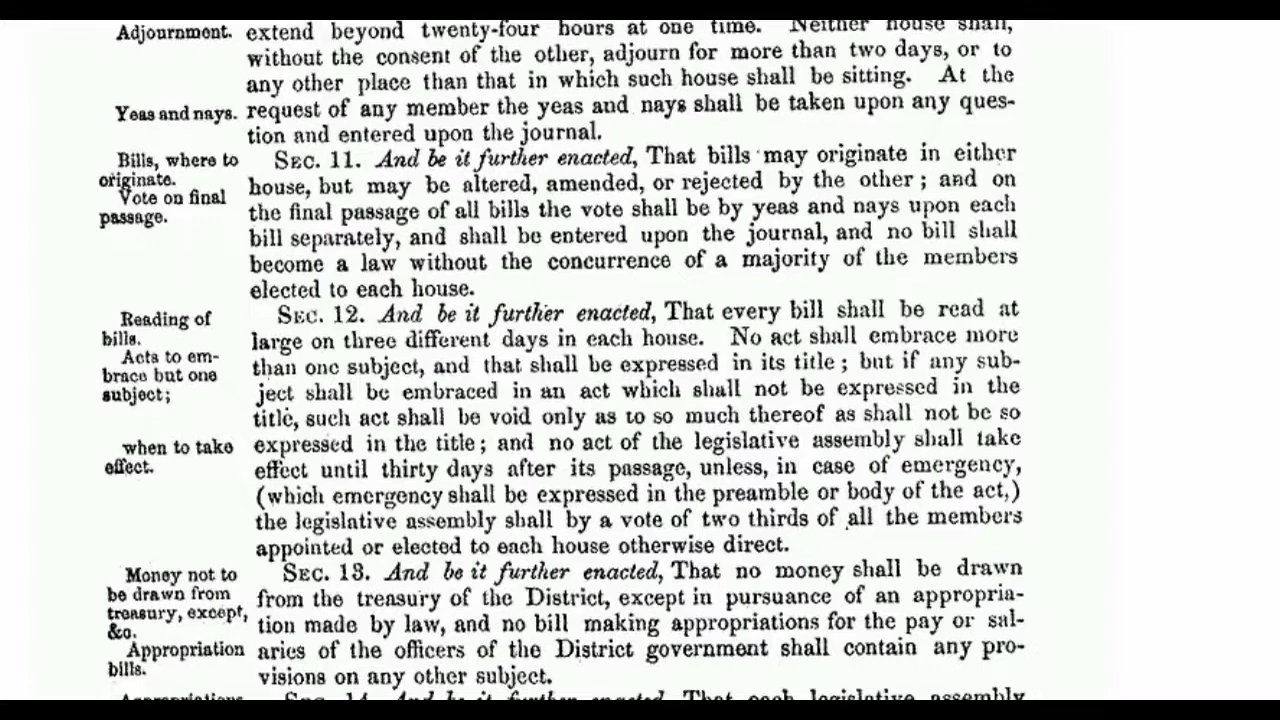 Adjournment. extend beyond twenty-four hours at one time. Neither house shall,
without the consent of the other, adjourn for more than two days, or to
any other place than that in which such house shall be sitting. At the
Yeas and nays. request of any member the yeas and nays shall be taken upon any ques-
tion and entered upon the journal.
Bills, where to
originate.
Vote on final
passage.
SEC. 11. And be it further enacted, That bills may originate in either
house, but may be altered, amended, or rejected by the other; and on
the final passage of all bills the vote shall be by yeas and nays upon each
bill separately, and shall be entered upon the journal, and no bill shall
become a law without the concurrence of a majority of the members
elected to each house.
Reading of
bills.
Acts to em-
brace but one
subject;
SEC. 12. And be it further enacted, That every bill shall be read at
large on three different days in each house. No act shall embrace more
than one subject, and that shall be expressed in its title; but if any sub-
ject shall be embraced in an act which shall not be expressed in the
title, such act shall be void only as to so much thereof as shall not be so
when to take
effect.
expressed in the title; and no act of the legislative assembly shall take
effect until thirty days after its passage, unless, in case of emergency,
(which emergency shall be expressed in the preamble or body of the act,)
the legislative assembly shall by a vote of two thirds of all the members
appointed or elected to each house otherwise direct.
Money not to
be drawn from
treasury, except,
&c.
Appropriation
bills.
SEC. 13. And be it further enacted, That no money shall be drawn
from the treasury of the District, except in pursuance of an appropria-
tion made by law, and no bill making appropriations for the pay or sal-
aries of the officers of the District government shall contain any pro-
visions on any other subject.
Appropriations
SEC. 14. And be it further enacted, That each legislative assembly